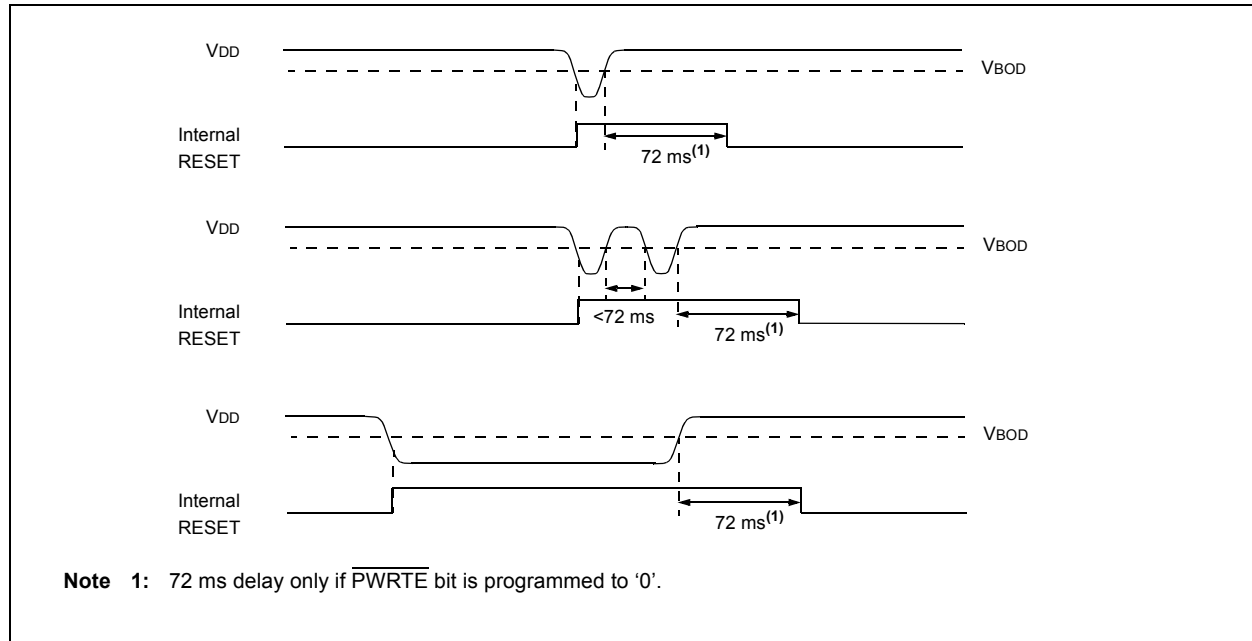 VDD
VBOD
Internal
RESET
72 ms(1)
VDD
VBOD
Internal
RESET
<72 ms
72 ms(1)
VDD
VBOD
Internal
RESET
72 ms(1)
Note 1: 72 ms delay only if PWRTE bit is programmed to ‘0’.